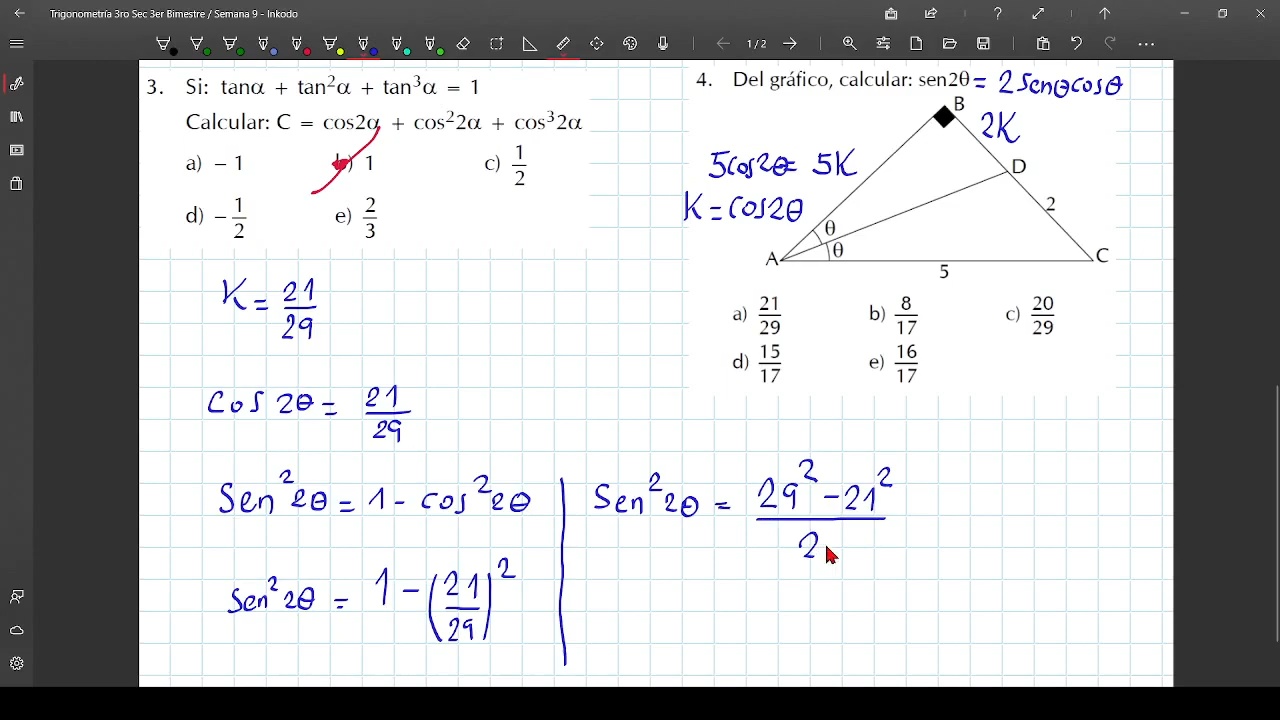 Trigonometría 3ro Sec 3er Bimestre / Semana 9 - Inkodo
1/2
3. Si: tanα + tan²α + tan³α = 1
Calcular: C = cos2α + cos²2α + cos³2α
a) – 1 b) 1 c) 1/2
d) – 1/2 e) 2/3
K = 21/29
Cos 2θ = 21/29
Sen²2θ = 1 - cos²2θ
Sen²2θ = 1 - (21/29)²
4. Del gráfico, calcular: sen2θ = 2Senθcosθ
B
2K
5cos2θ = 5K
D
K = cos2θ
2
θ
θ
A
C
5
a) 21/29 b) 8/17 c) 20/29
d) 15/17 e) 16/17
Sen²2θ = 29² - 21²
2